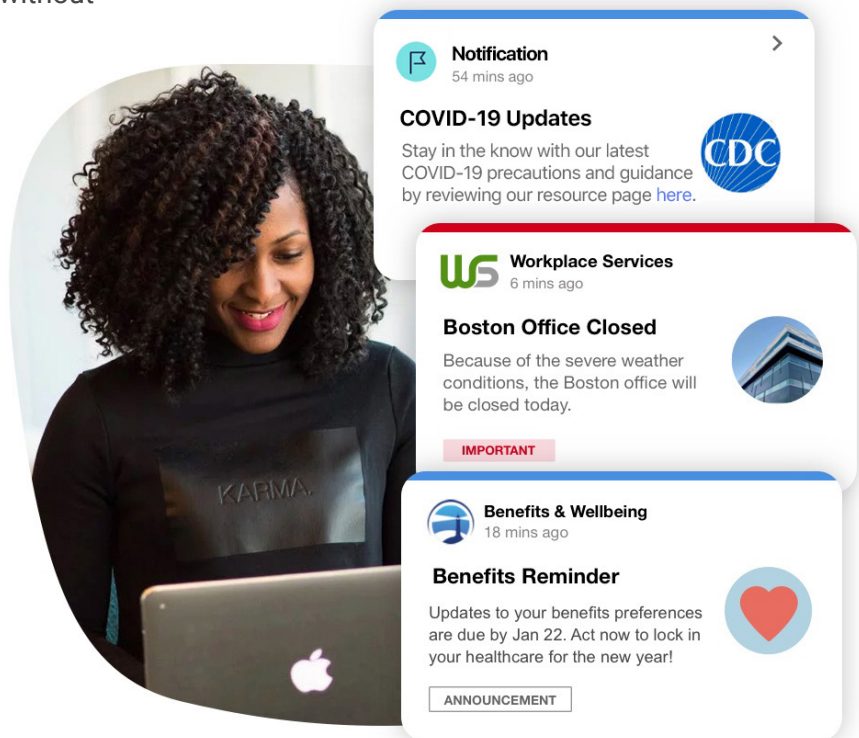 without
Notification
54 mins ago
COVID-19 Updates
Stay in the know with our latest
COVID-19 precautions and guidance
by reviewing our resource page here.
CDC
WS
Workplace Services
6 mins ago
Boston Office Closed
Because of the severe weather
conditions, the Boston office will
be closed today.
IMPORTANT
KARMA.
Benefits & Wellbeing
18 mins ago
Benefits Reminder
Updates to your benefits preferences
are due by Jan 22. Act now to lock in
your healthcare for the new year!
ANNOUNCEMENT